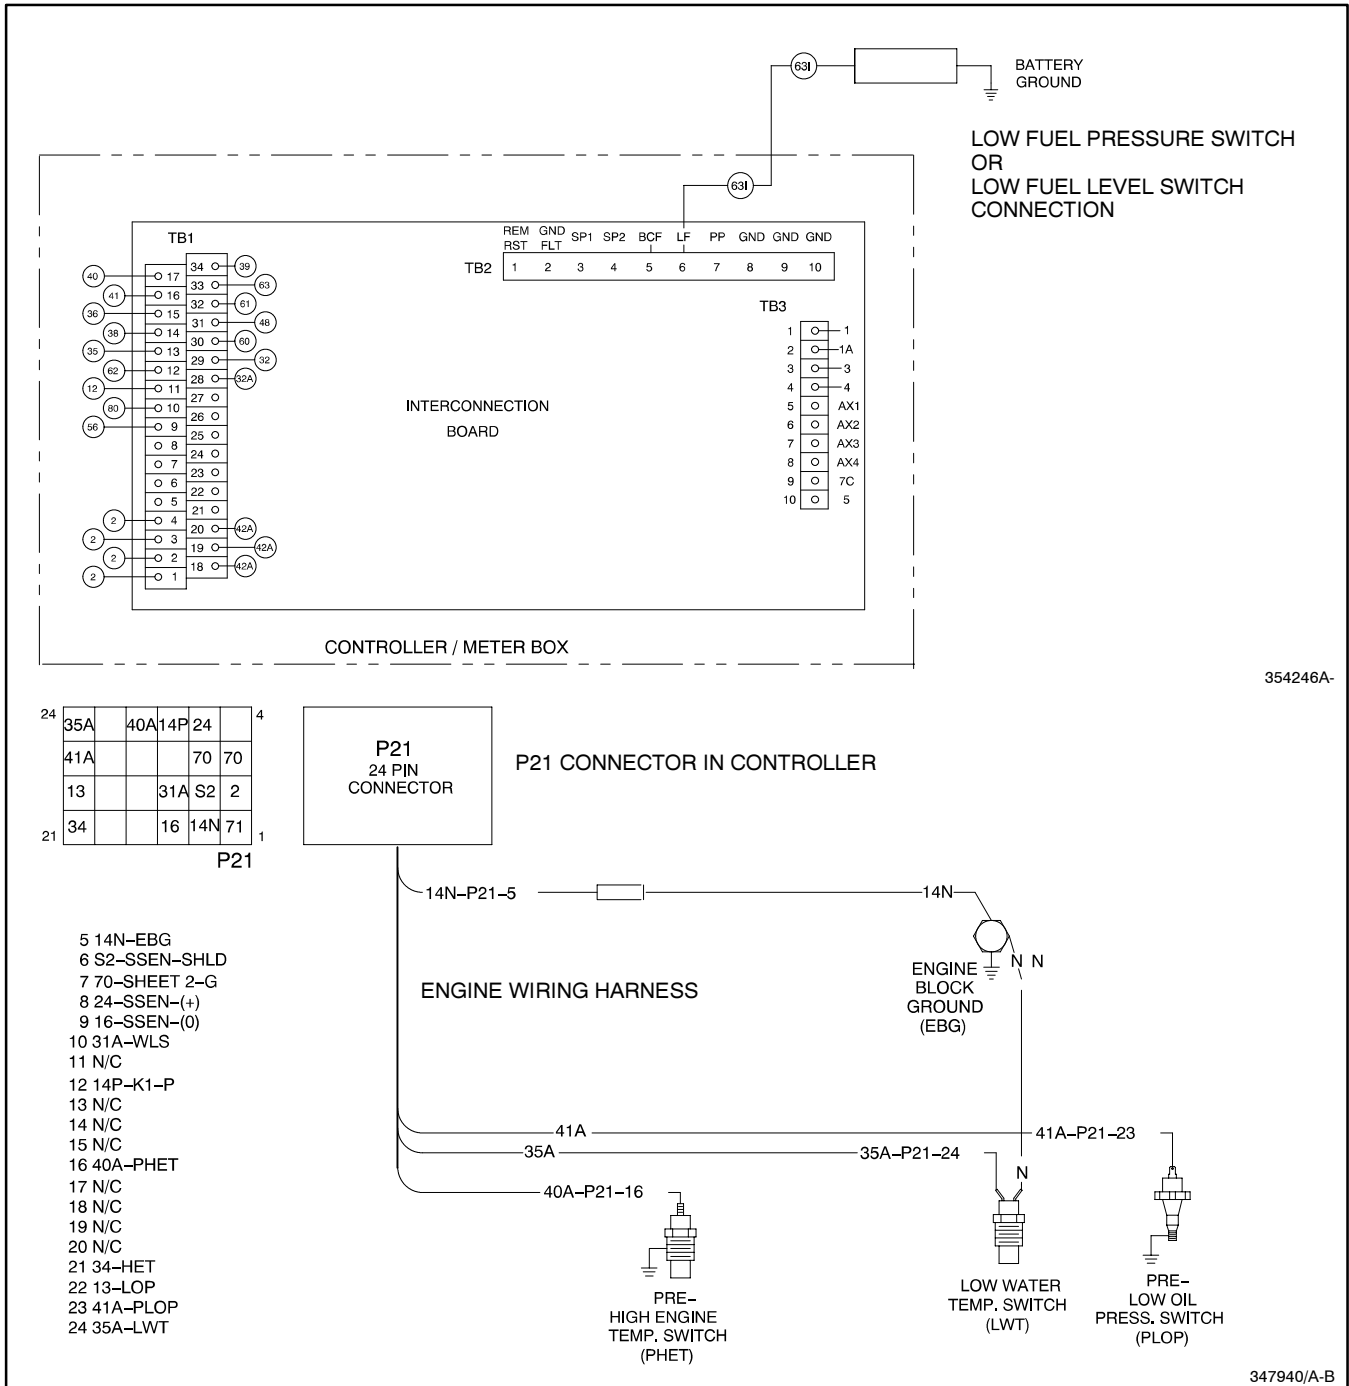 63I
BATTERY
GROUND
LOW FUEL PRESSURE SWITCH
OR
LOW FUEL LEVEL SWITCH
CONNECTION
63I
TB1
REM RST GND FLT SP1 SP2 BCF LF PP GND GND GND
TB2 1 2 3 4 5 6 7 8 9 10
34 39
40 17
33 63
41 16
32 61
36 15
31 48
38 14
30 60
35 13
29 32
62 12
28 32A
12 11
27
80 10
26
56 9
25
8
24
7
23
6
22
5
21
2 4
20 42A
2 3
19 42A
2 2
18 42A
2 1
TB3
1 1
2 1A
3 3
4 4
5 AX1
6 AX2
7 AX3
8 AX4
9 7C
10 5
INTERCONNECTION
BOARD
CONTROLLER / METER BOX
354246A-
24 35A 40A 14P 24 4
41A 70 70
13 31A S2 2
21 34 16 14N 71 1
P21
P21
24 PIN
CONNECTOR
P21 CONNECTOR IN CONTROLLER
14N–P21–5
14N
N N
ENGINE
BLOCK
GROUND
(EBG)
ENGINE WIRING HARNESS
5 14N–EBG
6 S2–SSEN–SHLD
7 70–SHEET 2–G
8 24–SSEN–(+)
9 16–SSEN–(0)
10 31A–WLS
11 N/C
12 14P–K1–P
13 N/C
14 N/C
15 N/C
16 40A–PHET
17 N/C
18 N/C
19 N/C
20 N/C
21 34–HET
22 13–LOP
23 41A–PLOP
24 35A–LWT
41A
41A–P21–23
35A
35A–P21–24
N
40A–P21–16
PRE–
HIGH ENGINE
TEMP. SWITCH
(PHET)
LOW WATER
TEMP. SWITCH
(LWT)
PRE–
LOW OIL
PRESS. SWITCH
(PLOP)
347940/A-B